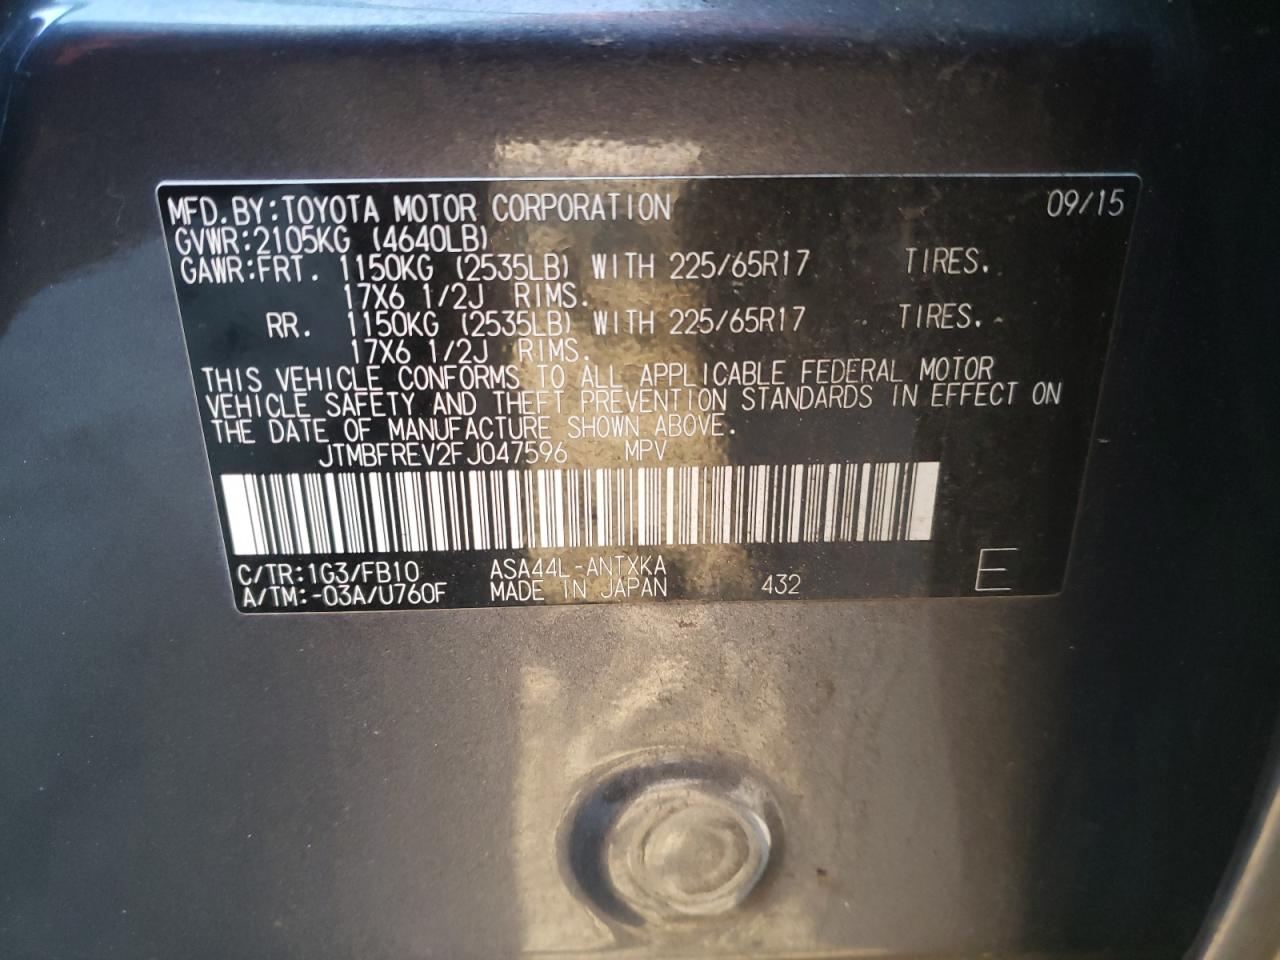 MFD.BY:TOYOTA MOTOR CORPORATION 09/15
GVWR:2105KG (4640LB)
GAWR:FRT. 1150KG (2535LB) WITH 225/65R17 TIRES.
17X6 1/2J RIMS.
RR. 1150KG (2535LB) WITH 225/65R17 TIRES.
17X6 1/2J RIMS.
THIS VEHICLE CONFORMS TO ALL APPLICABLE FEDERAL MOTOR
VEHICLE SAFETY AND THEFT PREVENTION STANDARDS IN EFFECT ON
THE DATE OF MANUFACTURE SHOWN ABOVE.
JTMBFREV2FJ047596 MPV
C/TR:1G3/FB10 ASA44L-ANTXKA
A/TM:-03A/U760F MADE IN JAPAN 432 E